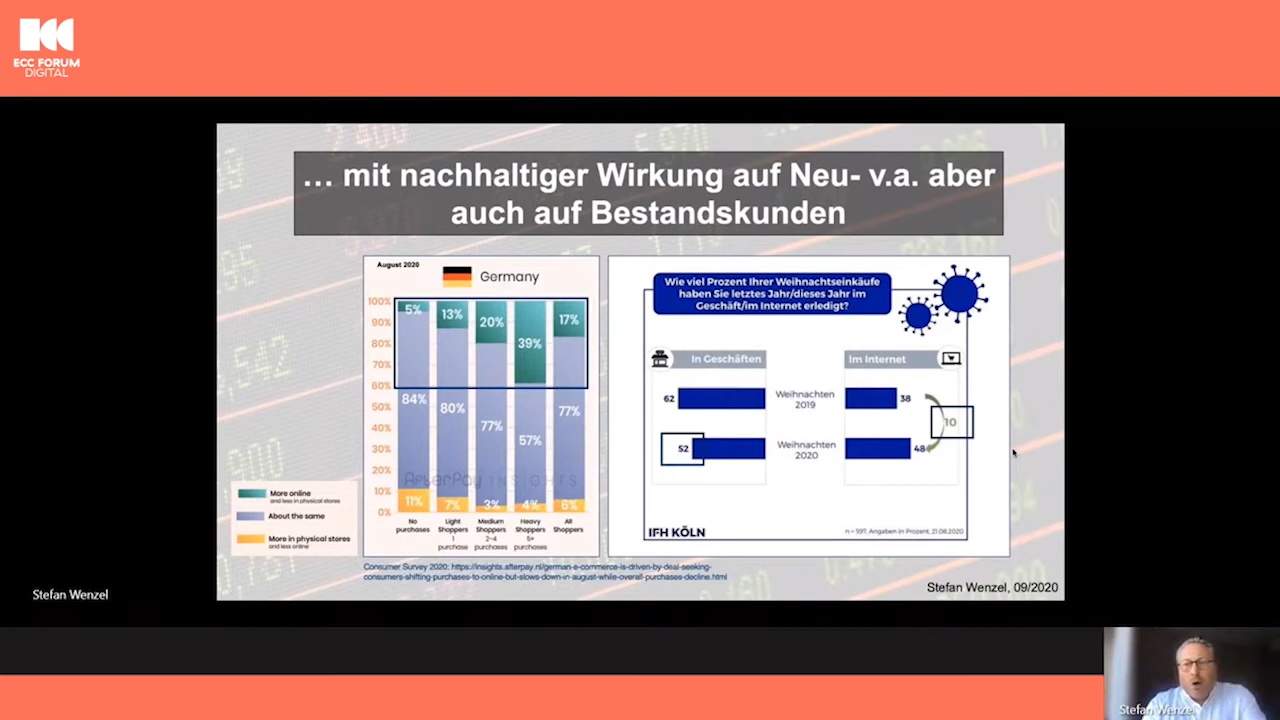 ECC FORUM
DIGITAL
… mit nachhaltiger Wirkung auf Neu- v.a. aber
auch auf Bestandskunden
August 2020
Germany
100%
90%
80%
70%
60%
50%
40%
30%
20%
10%
0%
5% 13% 20% 39% 17%
84% 80% 77% 57% 77%
AfterPay INSIGHTS
11% 7% 3% 4% 6%
No purchases
Light Shoppers 1 purchase
Medium Shoppers 2-4 purchases
Heavy Shoppers 5+ purchases
All Shoppers
More online
and less in physical stores
About the same
More in physical stores
and less online
Wie viel Prozent Ihrer Weihnachtseinkäufe
haben Sie letztes Jahr/dieses Jahr im
Geschäft/im Internet erledigt?
In Geschäften
Im Internet
62 Weihnachten 2019 38
10
52 Weihnachten 2020 48
IFH KÖLN
n = 597, Angaben in Prozent, 21.08.2020
Consumer Survey 2020: https://insights.afterpay.nl/german-e-commerce-is-driven-by-deal-seeking-
consumers-shifting-purchases-to-online-but-slows-down-in-august-while-overall-purchases-decline.html
Stefan Wenzel, 09/2020
Stefan Wenzel
Stefan Wenzel